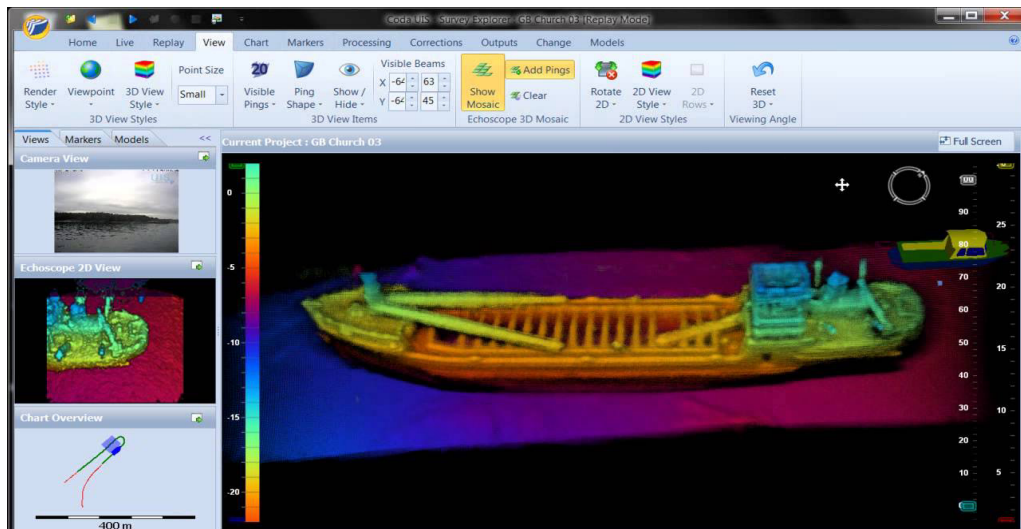 Coda UIS - Survey Explorer : GB Church 03 [Replay Mode]
Home Live Replay View Chart Markers Processing Corrections Outputs Change Models
Render Style
Viewpoint
3D View Style
Point Size
Small
3D View Styles
20
Visible Pings
Ping Shape
Show / Hide
Visible Beams
X -64 63
Y -64 45
3D View Items
Show Mosaic
Add Pings
Clear
Echoscope 3D Mosaic
Rotate 2D
2D View Style
2D Rows
2D View Styles
Reset 3D
Viewing Angle
Views Markers Models <<
Current Project : GB Church 03
Full Screen
Camera View
Echoscope 2D View
Chart Overview
400 m
0
-5
-10
-15
-20
90
80
70
60
50
40
30
20
10
25
20
15
10
5